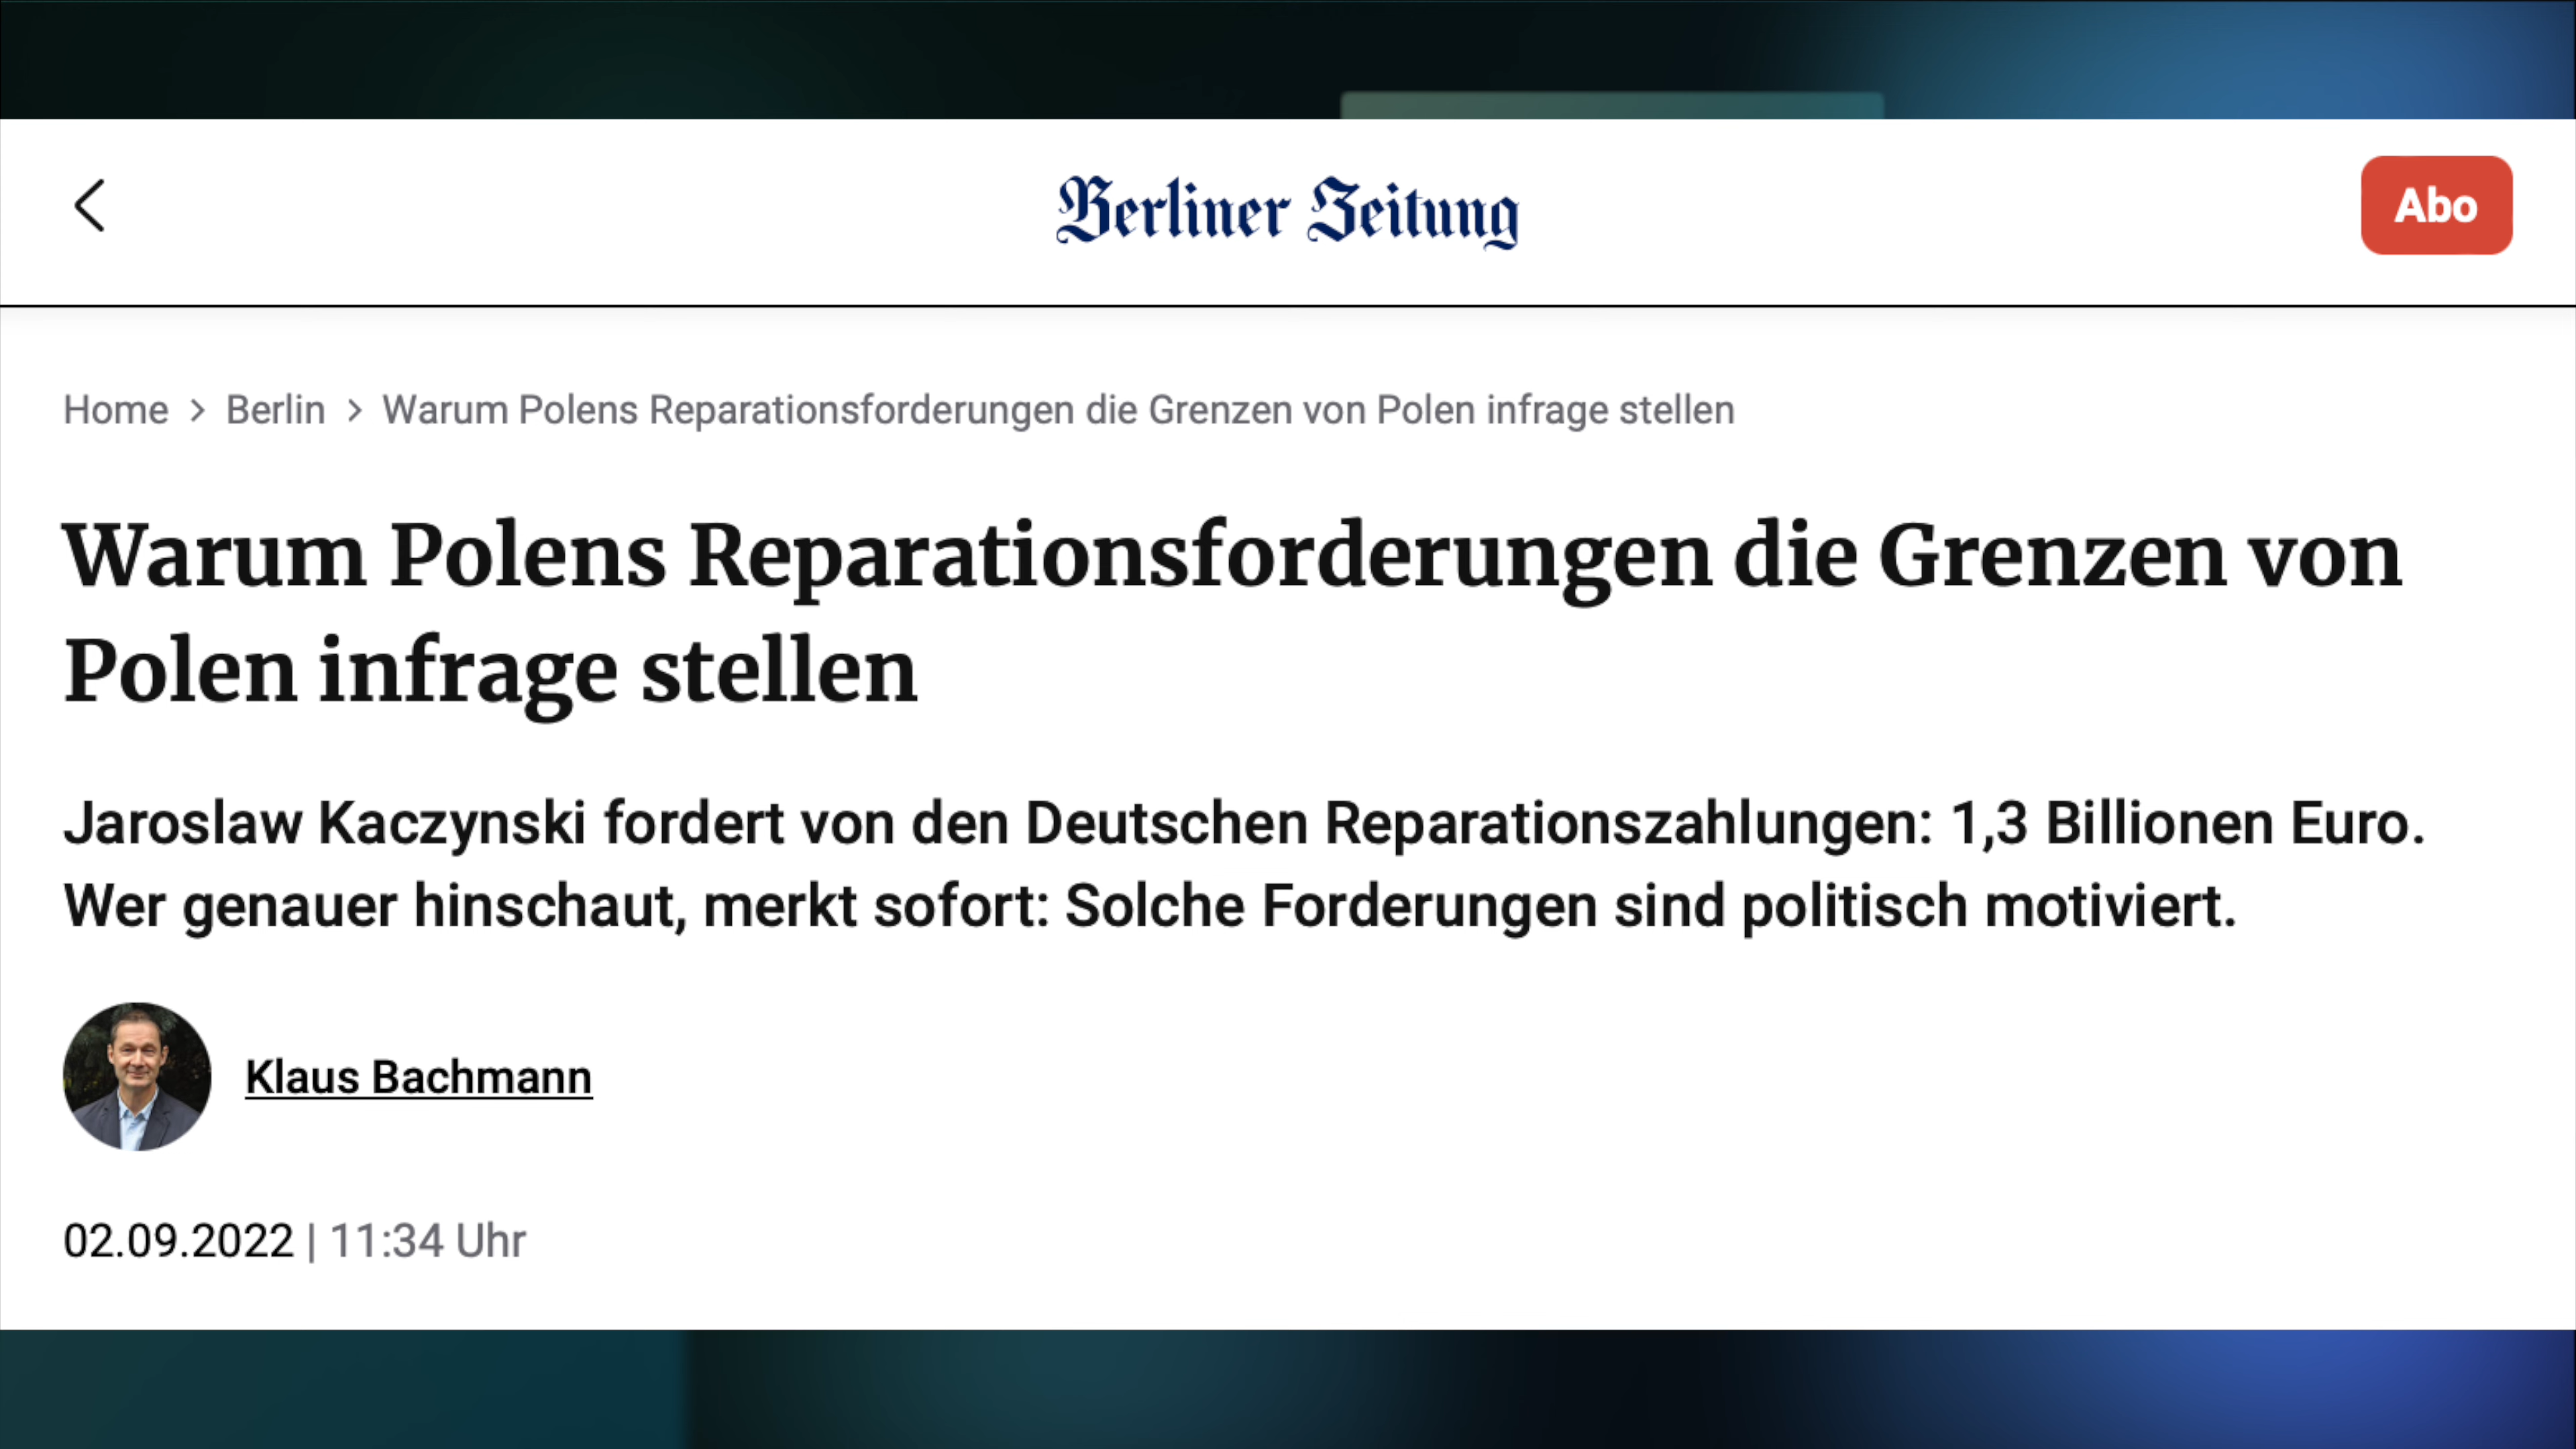 Berliner Zeitung
Abo
Home > Berlin > Warum Polens Reparationsforderungen die Grenzen von Polen infrage stellen
Warum Polens Reparationsforderungen die Grenzen von
Polen infrage stellen
Jaroslaw Kaczynski fordert von den Deutschen Reparationszahlungen: 1,3 Billionen Euro.
Wer genauer hinschaut, merkt sofort: Solche Forderungen sind politisch motiviert.
Klaus Bachmann
02.09.2022 | 11:34 Uhr